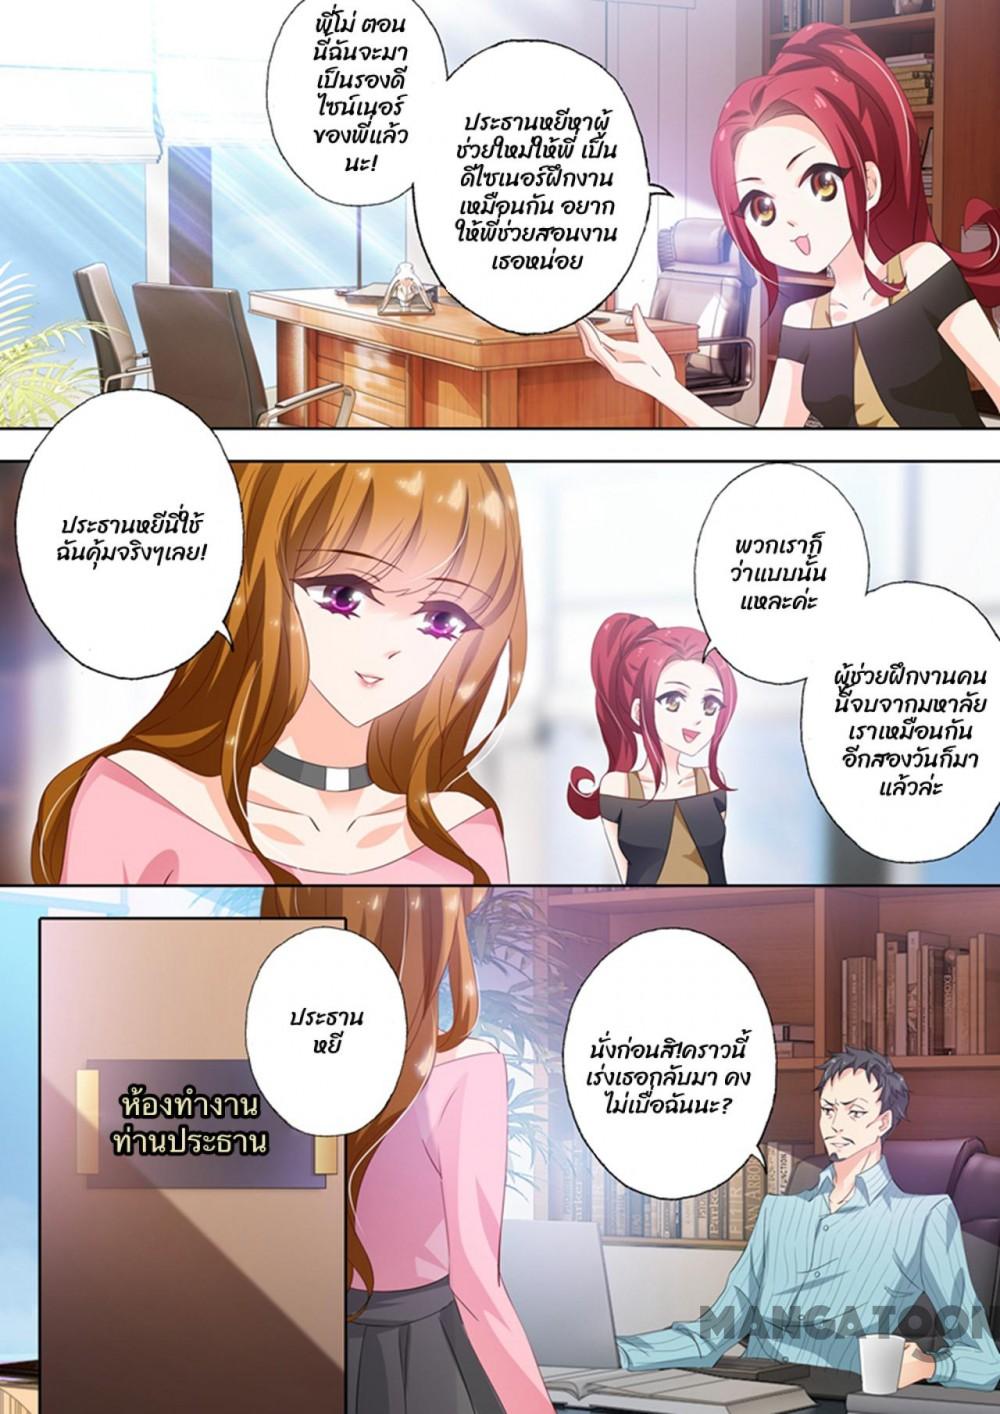 พี่โม่ ตอน
นี้ฉันจะมา
เป็นรองดี
ไซน์เนอร์
ของพี่แล้ว
นะ!
ประธานหยีหาผู้
ช่วยใหม่ให้พี่ เป็น
ดีไซเนอร์ฝึกงาน
เหมือนกัน อยาก
ให้พี่ช่วยสอนงาน
เธอหน่อย
ประธานหยีนี่ใช้
ฉันคุ้มจริงๆเลย!
พวกเราก็
ว่าแบบนั้น
แหละค่ะ
ผู้ช่วยฝึกงานคน
นี้จบจากมหาลัย
เราเหมือนกัน
อีกสองวันก็มา
แล้วล่ะ
ห้องทำงาน
ท่านประธาน
ประธาน
หยี
นั่งก่อนสิ!คราวนี้
เร่งเธอกลับมา คง
ไม่เบื่อฉันนะ?
MANGATOON